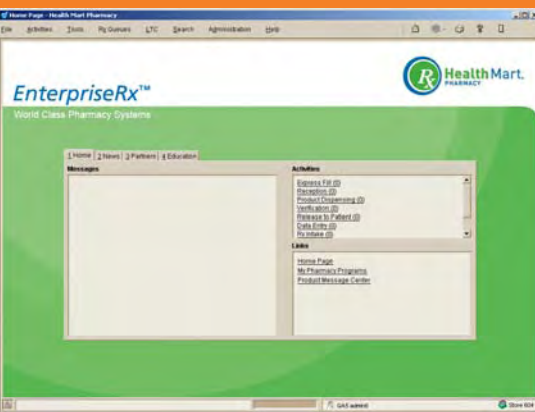 Home Page - Health Mart Pharmacy
File Activities Tools Rx Queues LTC Search Administration Help
Rx Health Mart.
PHARMACY
EnterpriseRx™
World Class Pharmacy Systems
1 Home 2 News 3 Partners 4 Education
Messages
Activities
Express Fill (0)
Reception (0)
Product Dispensing (0)
Verification (0)
Release to Patient (0)
Data Entry (0)
Rx Intake (0)
Links
Home Page
My Pharmacy Programs
Product Message Center
GAS admin
Store 604